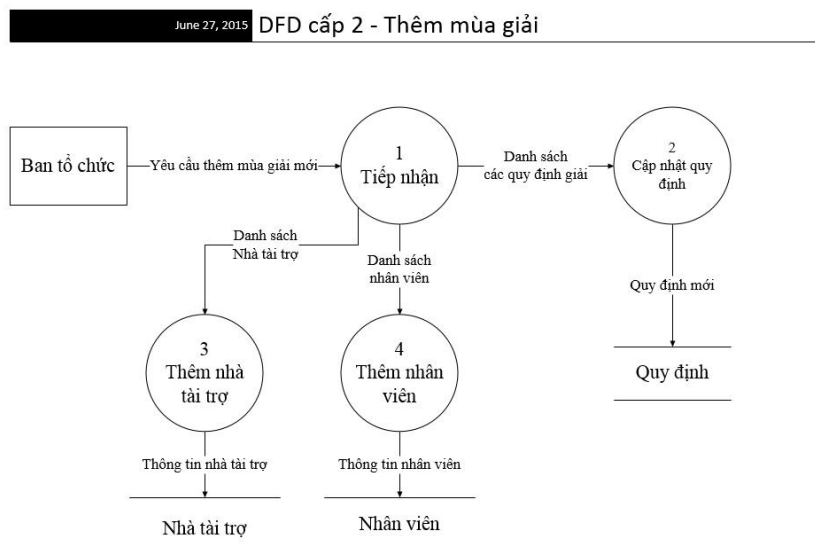 June 27, 2015 DFD cấp 2 - Thêm mùa giải
Ban tổ chức
Yêu cầu thêm mùa giải mới
1
Tiếp nhận
Danh sách
các quy định giải
2
Cập nhật quy
định
Danh sách
Nhà tài trợ
Danh sách
nhân viên
Quy định mới
3
Thêm nhà
tài trợ
4
Thêm nhân
viên
Quy định
Thông tin nhà tài trợ
Thông tin nhân viên
Nhà tài trợ
Nhân viên